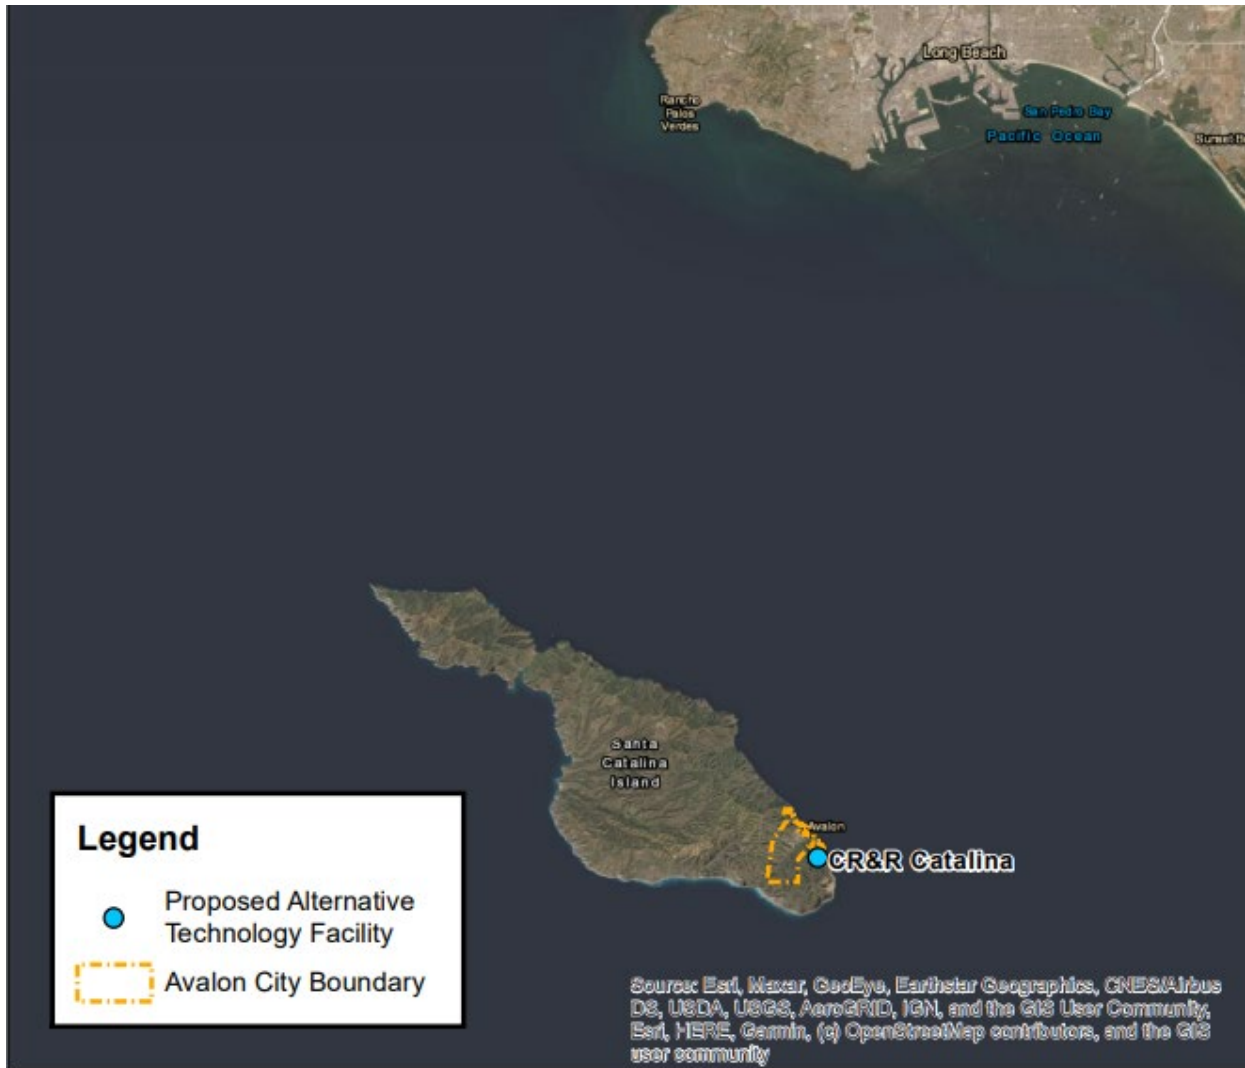 Long Beach
Rancho
Palos
Verdes
San Pedro Bay
Pacific Ocean
Sunset B
Santa
Catalina
Island
Avalon
CR&R Catalina
Legend
Proposed Alternative
Technology Facility
Avalon City Boundary
Source: Esri, Maxar, GeoEye, Earthstar Geographics, CNES/Airbus
DS, USDA, USGS, AeroGRID, IGN, and the GIS User Community,
Esri, HERE, Garmin, (c) OpenStreetMap contributors, and the GIS
user community